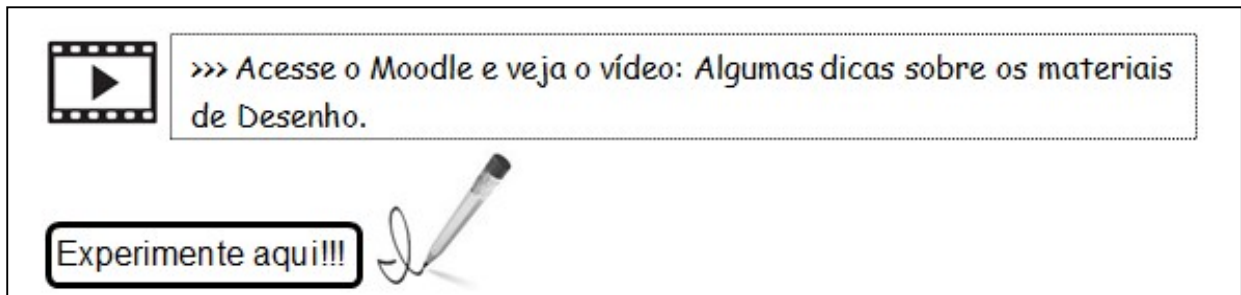 >>> Acesse o Moodle e veja o vídeo: Algumas dicas sobre os materiais
de Desenho.
Experimente aqui!!!